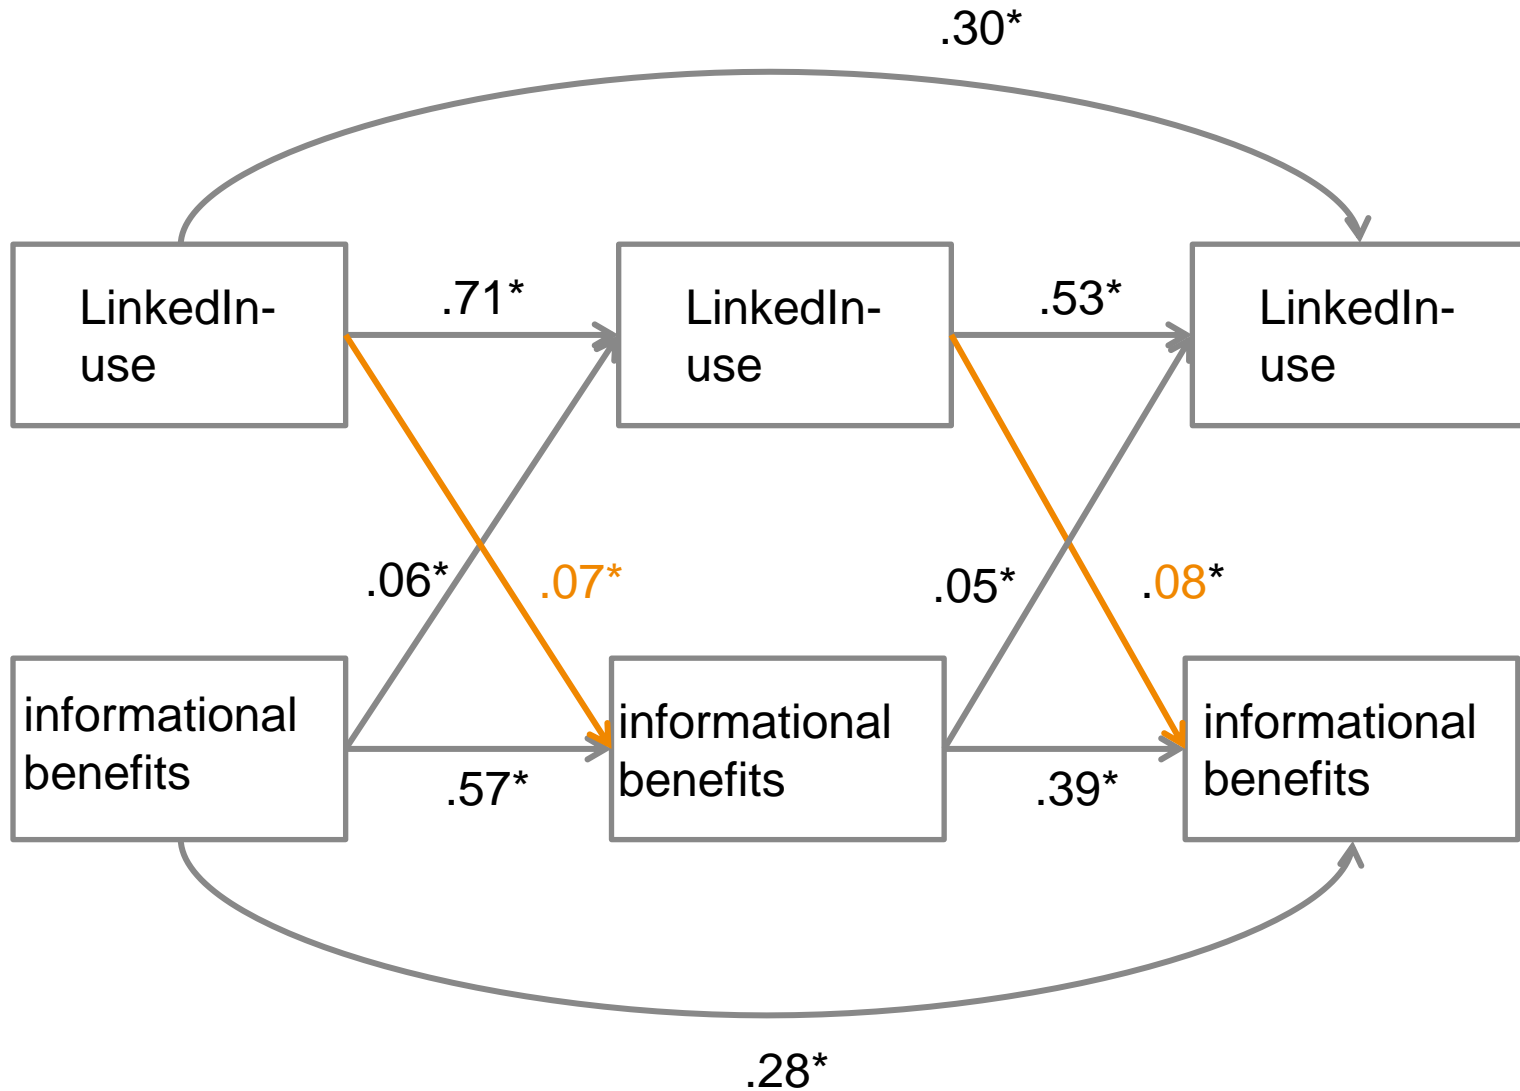 .30*
LinkedIn-
use
.71*
LinkedIn-
use
.53*
LinkedIn-
use
.06*
.07*
.05*
.08*
informational
benefits
.57*
informational
benefits
.39*
informational
benefits
.28*